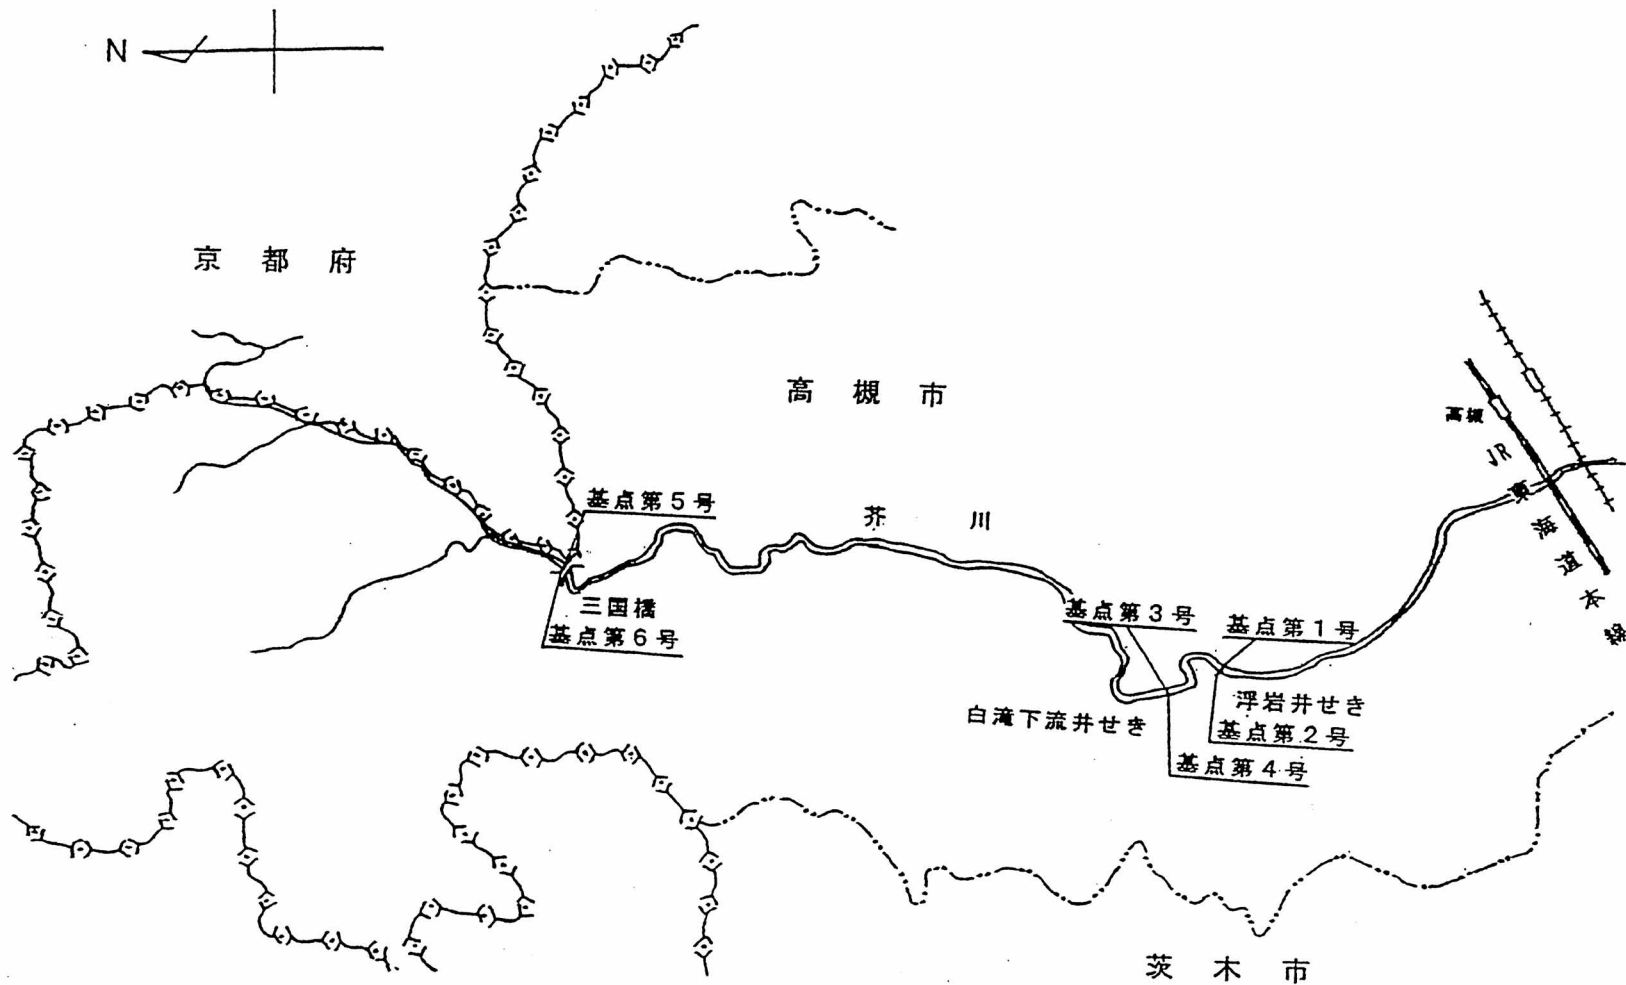 N
京都府
高槻市
高槻
JR東海道本線
基点第5号
芥川
三国橋
基点第6号
基点第3号
基点第1号
浮岩井せき
白滝下流井せき
基点第2号
基点第4号
茨木市